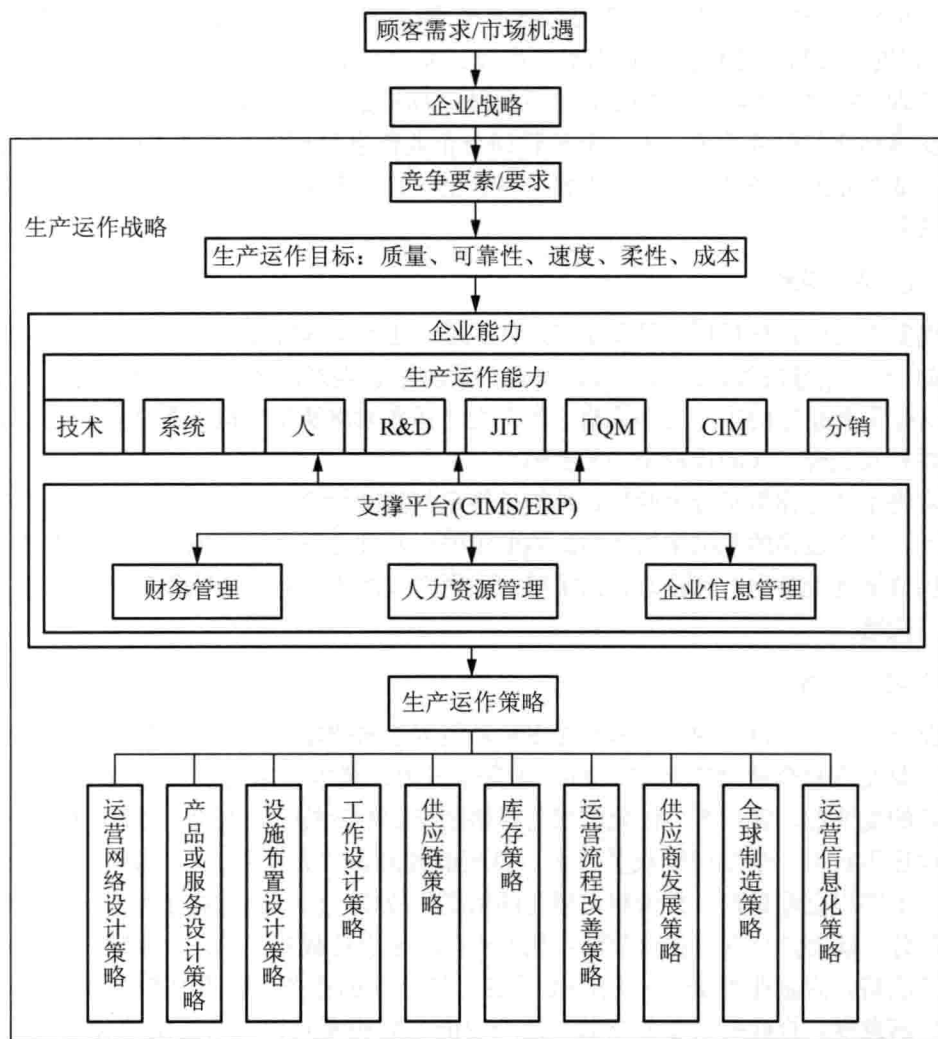 顾客需求/市场机遇
企业战略
竞争要素/要求
生产运作战略
生产运作目标：质量、可靠性、速度、柔性、成本
企业能力
生产运作能力
技术
系统
人
R&D
JIT
TQM
CIM
分销
支撑平台(CIMS/ERP)
财务管理
人力资源管理
企业信息管理
生产运作策略
运营网络设计策略
产品或服务设计策略
设施布置设计策略
工作设计策略
供应链策略
库存策略
运营流程改善策略
供应商发展策略
全球制造策略
运营信息化策略